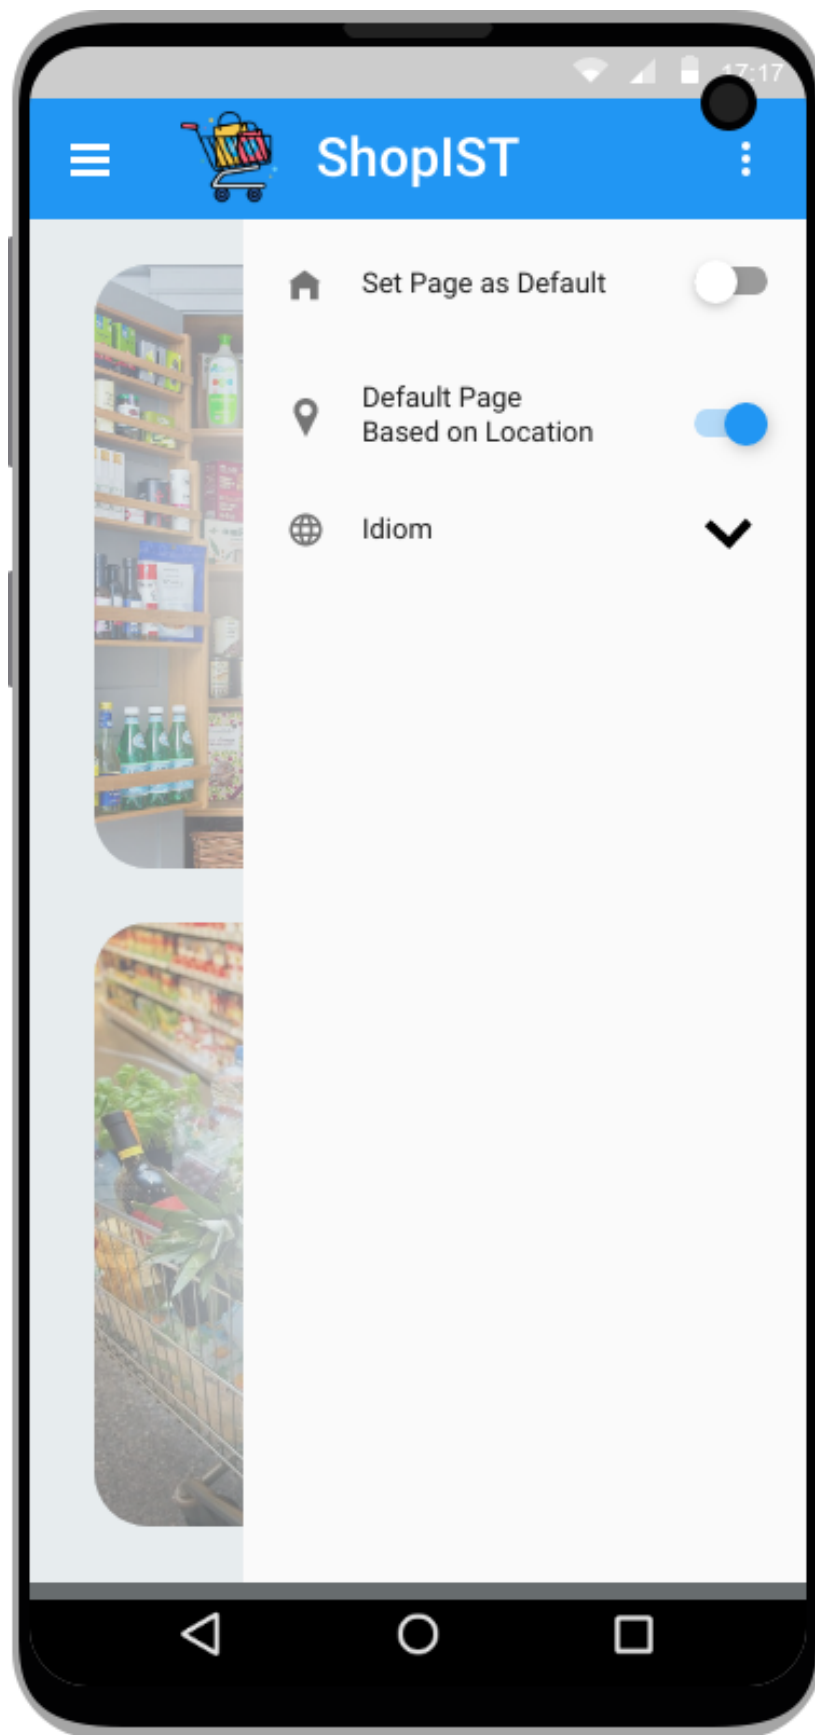 17:17
ShopIST
Set Page as Default
Default Page
Based on Location
Idiom